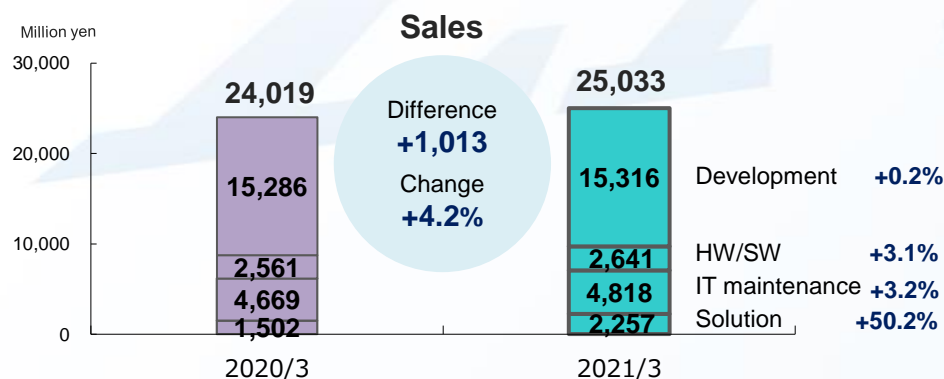 Sales
Million yen
30,000
20,000
10,000
0
24,019
15,286
2,561
4,669
1,502
2020/3
Difference
+1,013
Change
+4.2%
25,033
15,316
2,641
4,818
2,257
2021/3
Development +0.2%
HW/SW +3.1%
IT maintenance +3.2%
Solution +50.2%